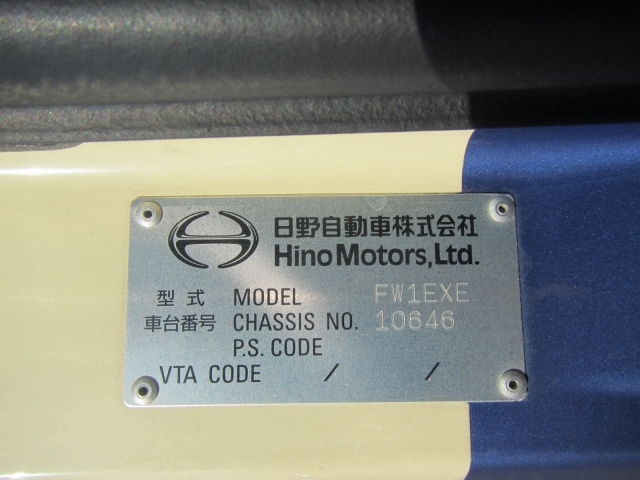 日野自動車株式会社
Hino Motors, Ltd.
型式 MODEL FW1EXE
車台番号 CHASSIS NO. 10646
P.S. CODE
VTA CODE / /